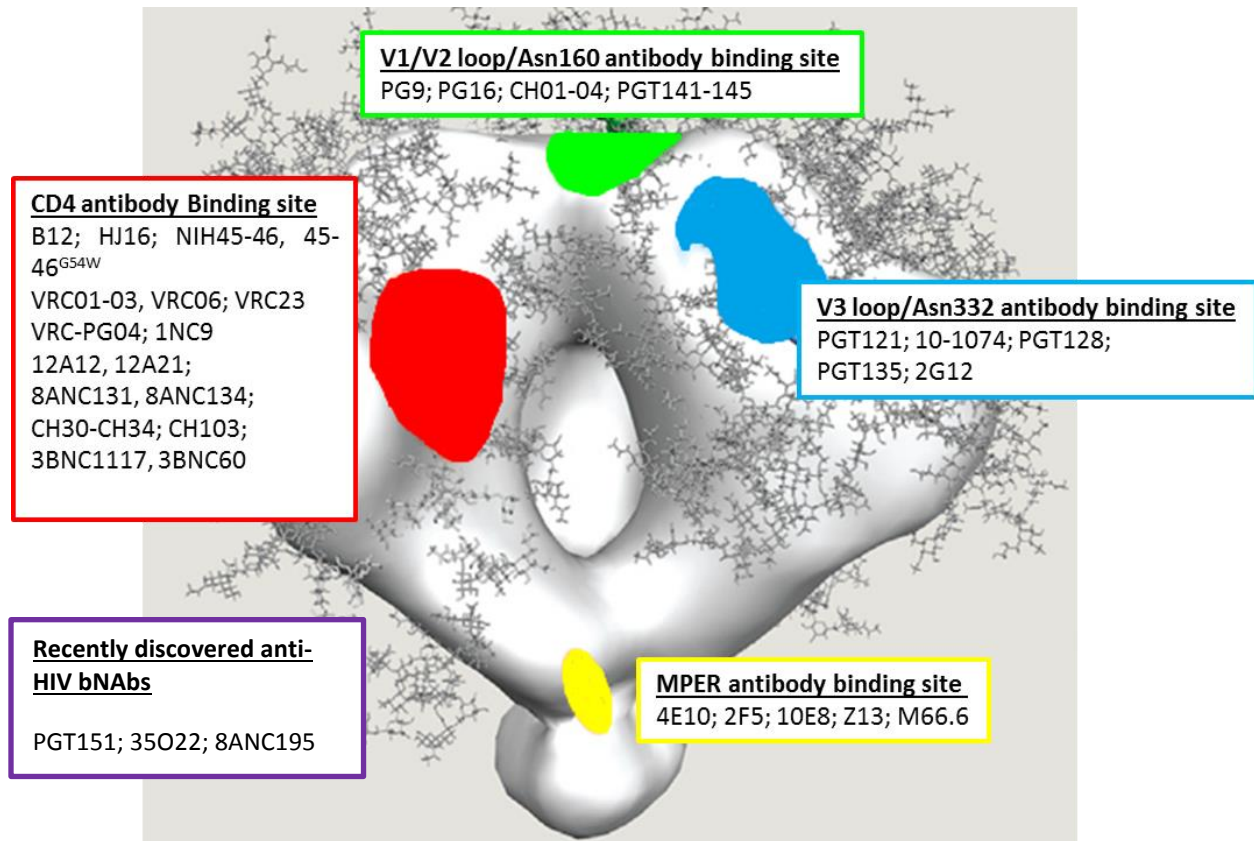 V1/V2 loop/Asn160 antibody binding site
PG9; PG16; CH01-04; PGT141-145
CD4 antibody Binding site
B12; HJ16; NIH45-46, 45-
46G54W
VRC01-03, VRC06; VRC23
VRC-PG04; 1NC9
12A12, 12A21;
8ANC131, 8ANC134;
CH30-CH34; CH103;
3BNC1117, 3BNC60
V3 loop/Asn332 antibody binding site
PGT121; 10-1074; PGT128;
PGT135; 2G12
Recently discovered anti-
HIV bNAbs
PGT151; 35O22; 8ANC195
MPER antibody binding site
4E10; 2F5; 10E8; Z13; M66.6